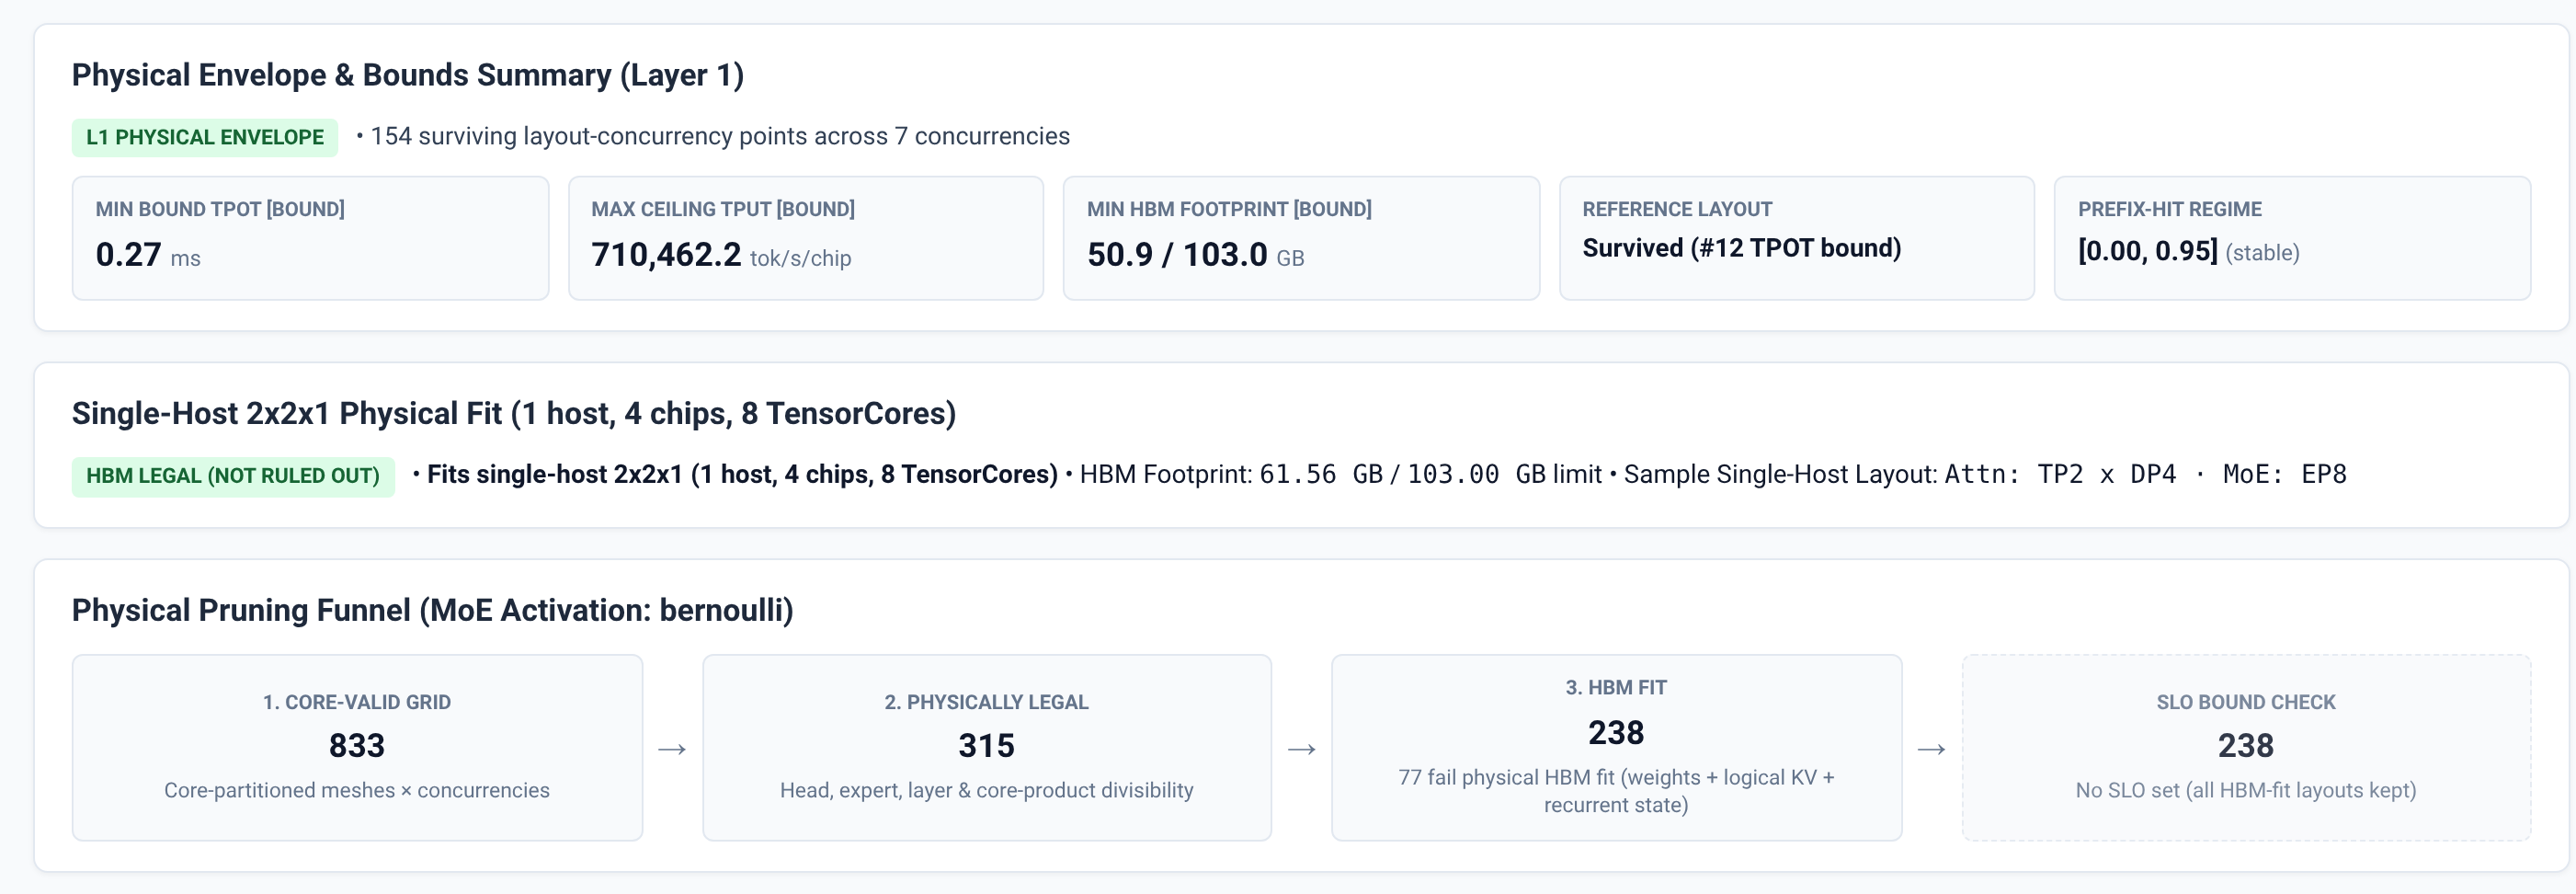 Physical Envelope & Bounds Summary (Layer 1)
L1 PHYSICAL ENVELOPE • 154 surviving layout-concurrency points across 7 concurrencies
MIN BOUND TPOT [BOUND]
0.27 ms
MAX CEILING TPUT [BOUND]
710,462.2 tok/s/chip
MIN HBM FOOTPRINT [BOUND]
50.9 / 103.0 GB
REFERENCE LAYOUT
Survived (#12 TPOT bound)
PREFIX-HIT REGIME
[0.00, 0.95] (stable)
Single-Host 2x2x1 Physical Fit (1 host, 4 chips, 8 TensorCores)
HBM LEGAL (NOT RULED OUT) • Fits single-host 2x2x1 (1 host, 4 chips, 8 TensorCores) • HBM Footprint: 61.56 GB / 103.00 GB limit • Sample Single-Host Layout: Attn: TP2 x DP4 · MoE: EP8
Physical Pruning Funnel (MoE Activation: bernoulli)
1. CORE-VALID GRID
833
Core-partitioned meshes × concurrencies
→
2. PHYSICALLY LEGAL
315
Head, expert, layer & core-product divisibility
→
3. HBM FIT
238
77 fail physical HBM fit (weights + logical KV +
recurrent state)
→
SLO BOUND CHECK
238
No SLO set (all HBM-fit layouts kept)